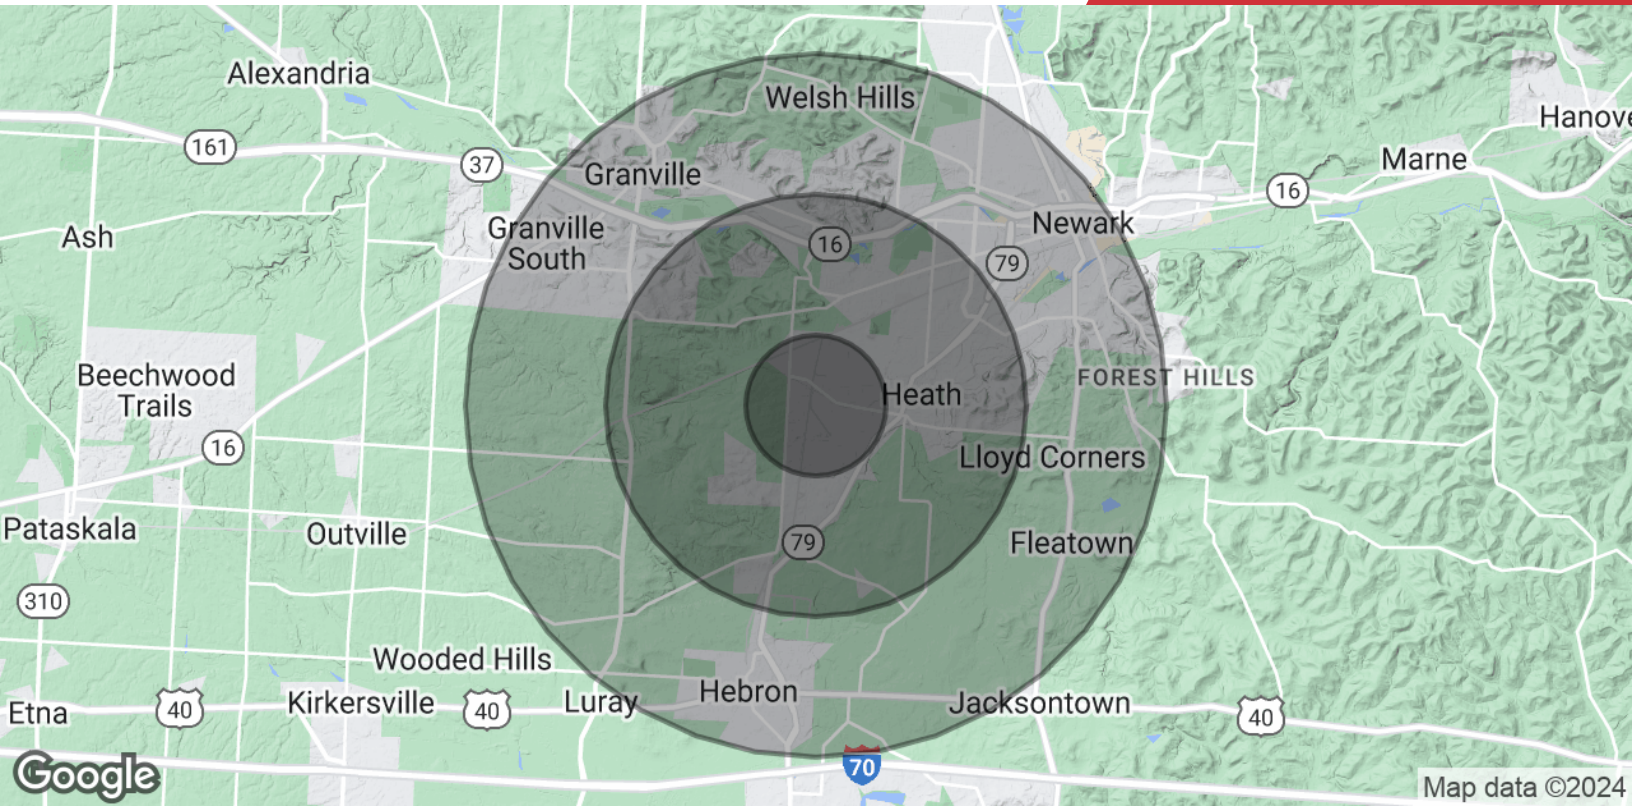 Alexandria
Welsh Hills
Hanove
161
37
Granville
Marne
16
Ash
Granville
South
16
Newark
79
Beechwood
Trails
Heath
FOREST HILLS
16
Lloyd Corners
Pataskala
Outville
79
Fleatown
310
Wooded Hills
Etna
40
Kirkersville
40
Luray
Hebron
Jacksontown
40
70
Google
Map data ©2024